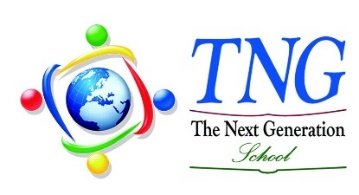 TNG
The Next Generation
School